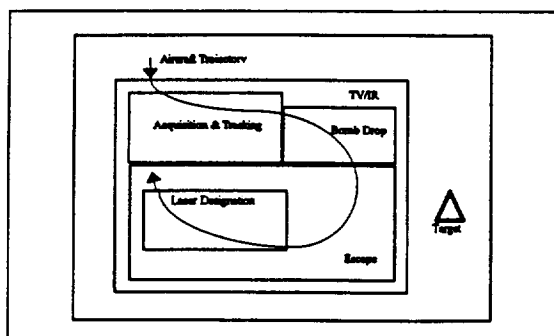 Aircraft Trajectory
TV/IR
Acquisition & Tracking
Bomb Drop
Laser Designation
Target
Escape